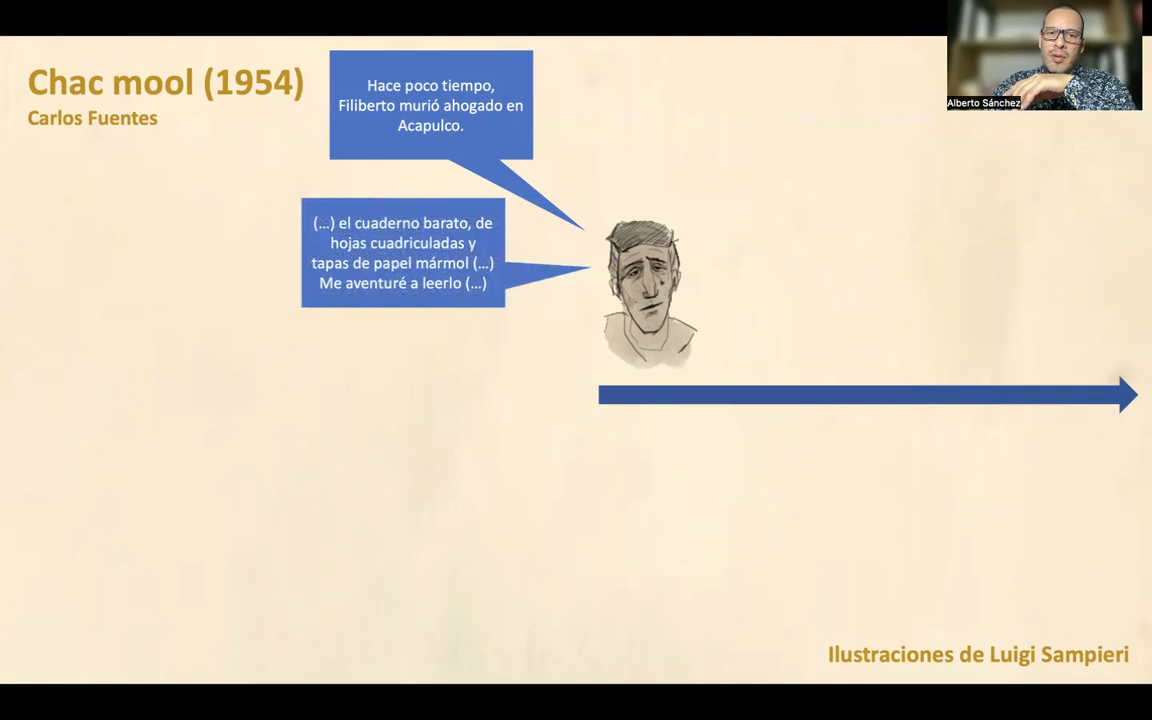 Chac mool (1954)
Carlos Fuentes
Hace poco tiempo,
Filiberto murió ahogado en
Acapulco.
(...) el cuaderno barato, de
hojas cuadriculadas y
tapas de papel mármol (...)
Me aventuré a leerlo (...)
Alberto Sánchez
Ilustraciones de Luigi Sampieri